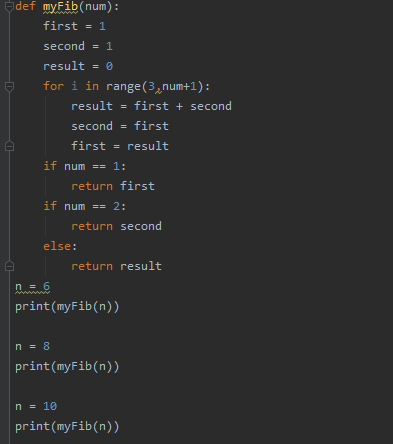 def myFib(num):
    first = 1
    second = 1
    result = 0
    for i in range(3,num+1):
        result = first + second
        second = first
        first = result
    if num == 1:
        return first
    if num == 2:
        return second
    else:
        return result
n = 6
print(myFib(n))

n = 8
print(myFib(n))

n = 10
print(myFib(n))